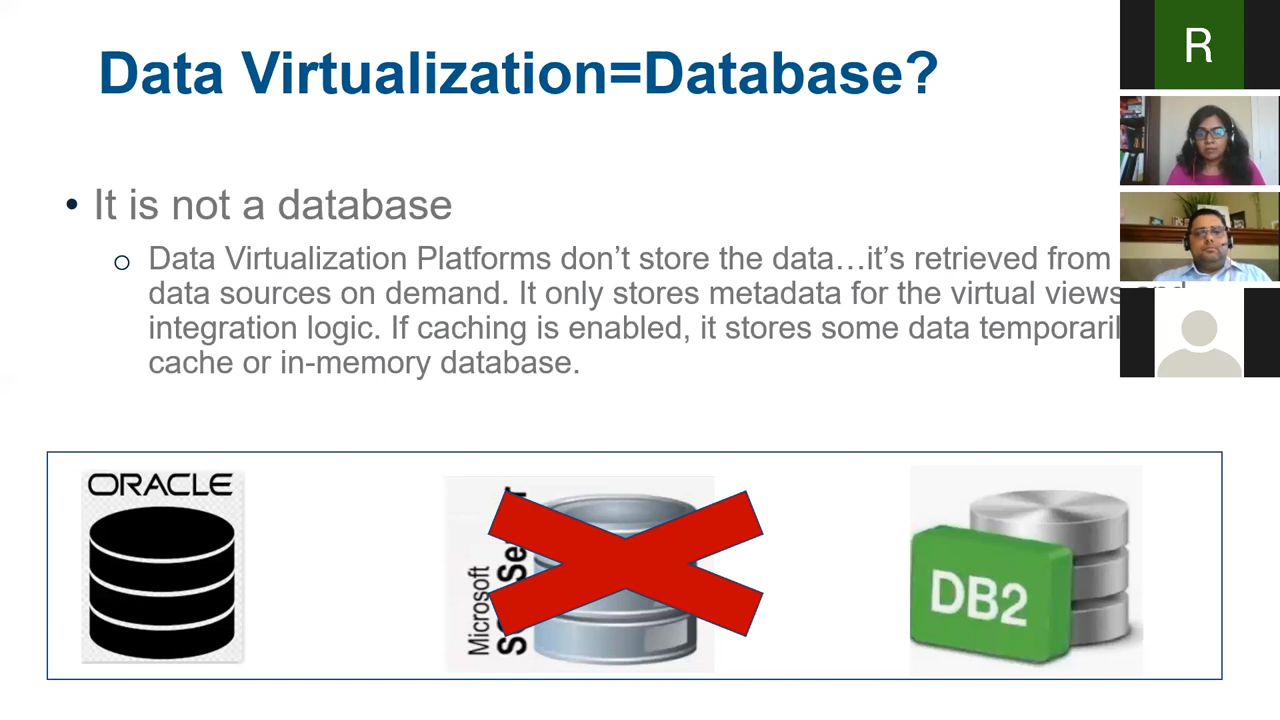 Data Virtualization=Database?
R
• It is not a database
o Data Virtualization Platforms don't store the data…it's retrieved from
data sources on demand. It only stores metadata for the virtual views and
integration logic. If caching is enabled, it stores some data
cache or in-memory database.
ORACLE
Microsoft
DB2